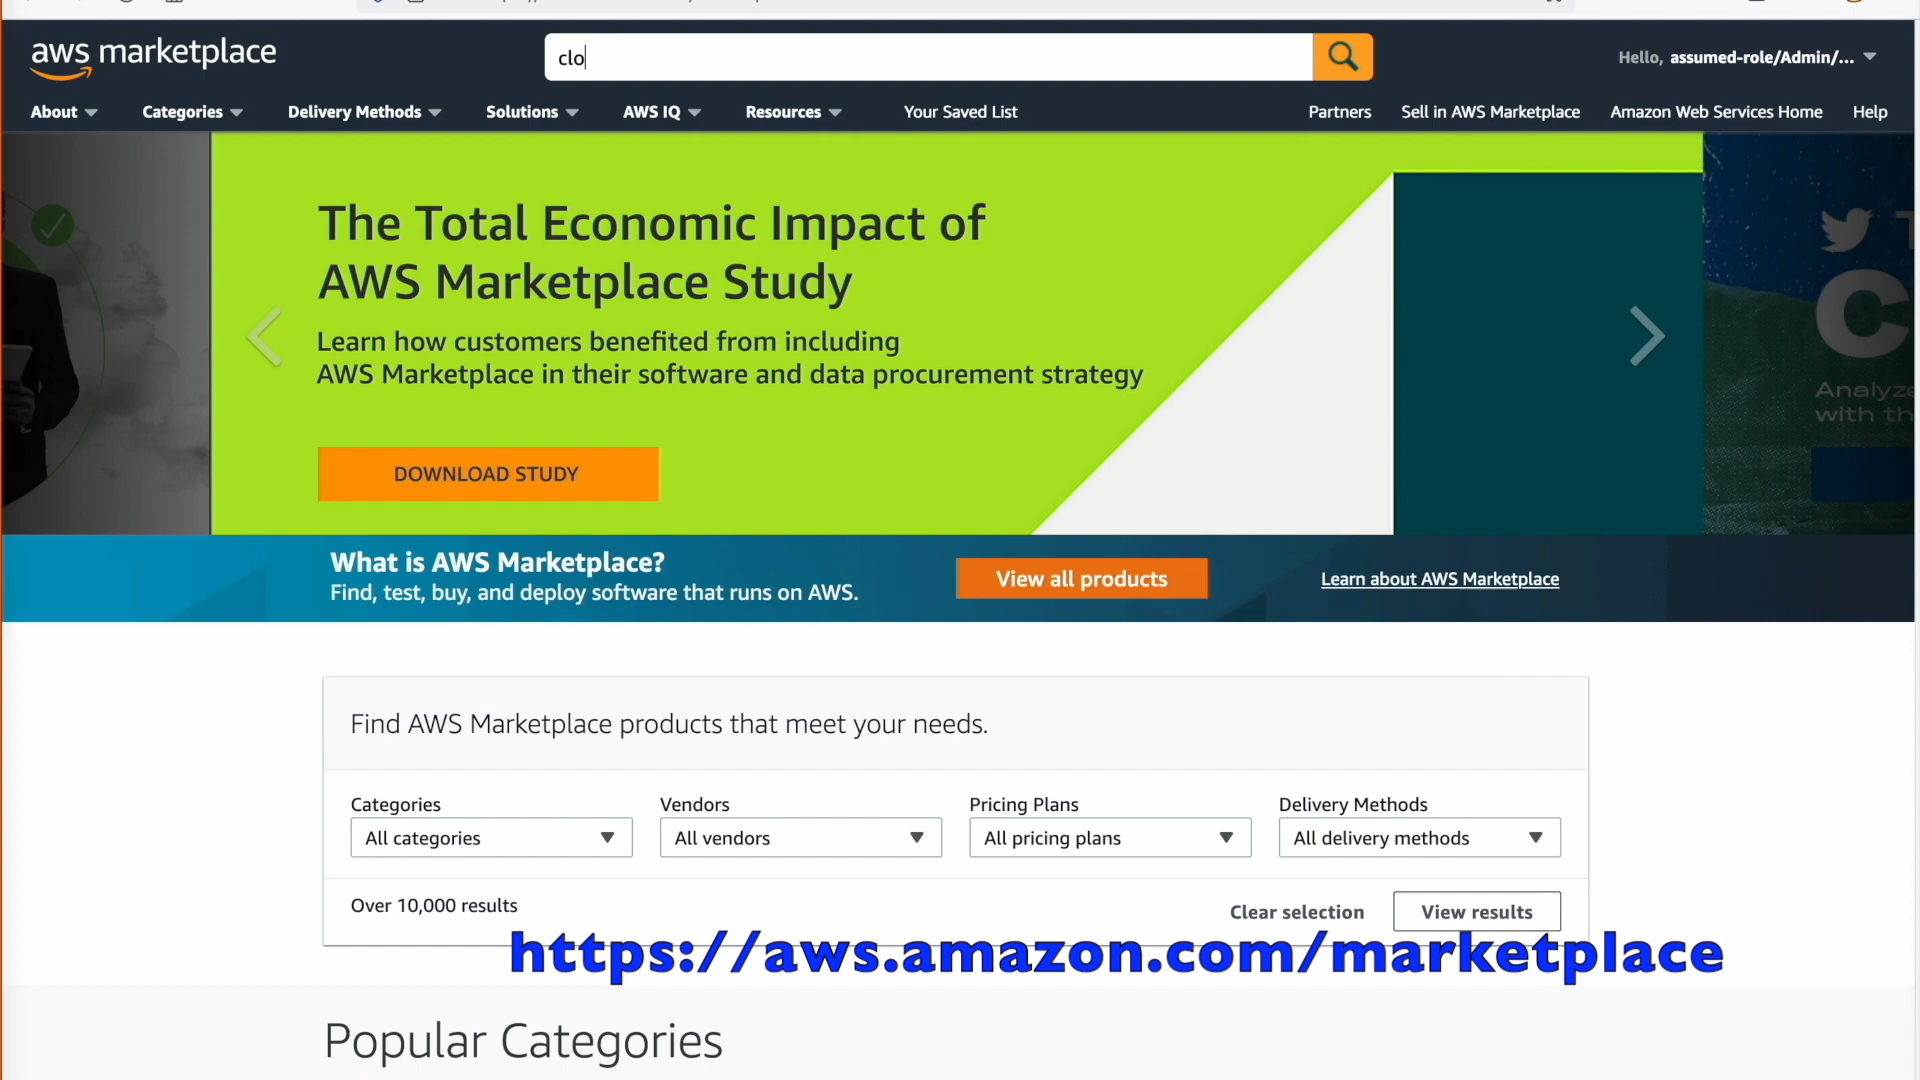 aws marketplace
clo
Hello, assumed-role/Admin/...
About
Categories
Delivery Methods
Solutions
AWS IQ
Resources
Your Saved List
Partners
Sell in AWS Marketplace
Amazon Web Services Home
Help
The Total Economic Impact of
AWS Marketplace Study
Learn how customers benefited from including
AWS Marketplace in their software and data procurement strategy
DOWNLOAD STUDY
What is AWS Marketplace?
Find, test, buy, and deploy software that runs on AWS.
View all products
Learn about AWS Marketplace
Find AWS Marketplace products that meet your needs.
Categories
Vendors
Pricing Plans
Delivery Methods
All categories
All vendors
All pricing plans
All delivery methods
Over 10,000 results
Clear selection
View results
https://aws.amazon.com/marketplace
Popular Categories